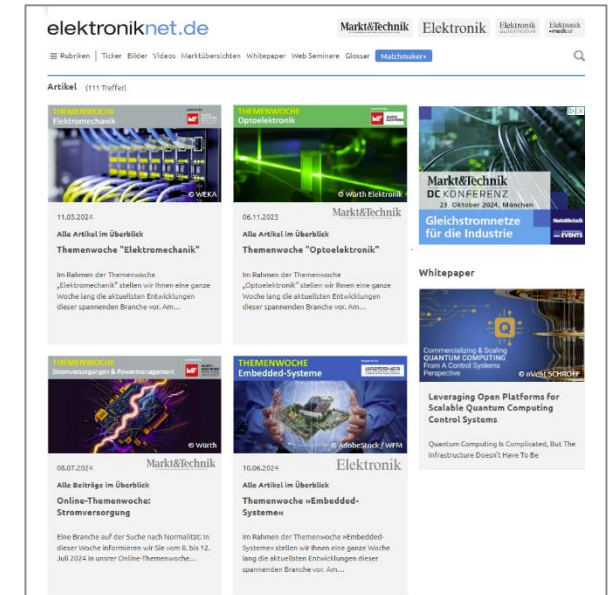 elektroniknet.de
Markt&Technik Elektronik Elektronik automotive Elektronik medical
Rubriken | Ticker Bilder Videos Marktübersichten Whitepaper Web Seminare Glossar Matchmaker+
Artikel (111 Treffer)
THEMENWOCHE
Elektromechanik
© WEKA
11.03.2024
Alle Artikel im Überblick
Themenwoche "Elektromechanik"
Im Rahmen der Themenwoche
„Elektromechanik" stellen wir Ihnen eine ganze
Woche lang die aktuellsten Entwicklungen
dieser spannenden Branche vor. Am...
THEMENWOCHE
Optoelektronik
© Würth Elektronik
06.11.2023 Markt&Technik
Alle Artikel im Überblick
Themenwoche "Optoelektronik"
Im Rahmen der Themenwoche
„Optoelektronik" stellen wir Ihnen eine ganze
Woche lang die aktuellsten Entwicklungen
dieser spannenden Branche vor. Am...
Markt&Technik
DC KONFERENZ
23. Oktober 2024, München
Gleichstromnetze
für die Industrie
EVENTS
THEMENWOCHE
Stromversorgungen & Powermanagement
© Würth
08.07.2024 Markt&Technik
Alle Beiträge im Überblick
Online-Themenwoche:
Stromversorgung
Eine Branche auf der Suche nach Normalität: In
dieser Woche informieren wir Sie vom 8. bis 12.
Juli 2024 in unsrer Online-Themenwoche...
THEMENWOCHE
Embedded-Systeme
© AdobeStock / WFM
10.06.2024 Elektronik
Alle Artikel im Überblick
Themenwoche »Embedded-
Systeme«
Im Rahmen der Themenwoche »Embedded-
Systeme« stellen wir Ihnen eine ganze Woche
lang die aktuellsten Entwicklungen dieser
spannenden Branche vor. Am...
Whitepaper
Commercializing & Scaling
QUANTUM COMPUTING
From A Control Systems
Perspective
© nVent SCHROFF
Leveraging Open Platforms for
Scalable Quantum Computing
Control Systems
Quantum Computing Is Complicated, But The
Infrastructure Doesn't Have To Be